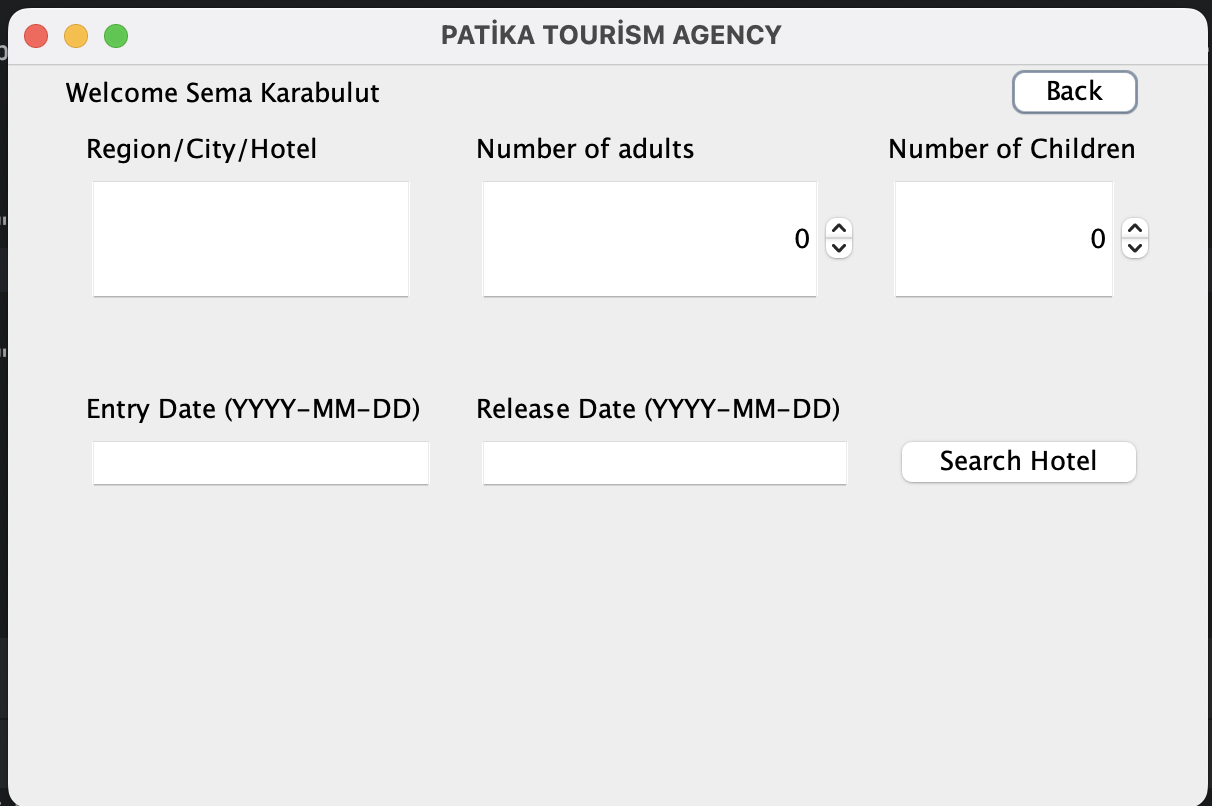 PATİKA TOURİSM AGENCY
Welcome Sema Karabulut
Back
Region/City/Hotel
Number of adults
Number of Children
0
0
Entry Date (YYYY-MM-DD)
Release Date (YYYY-MM-DD)
Search Hotel